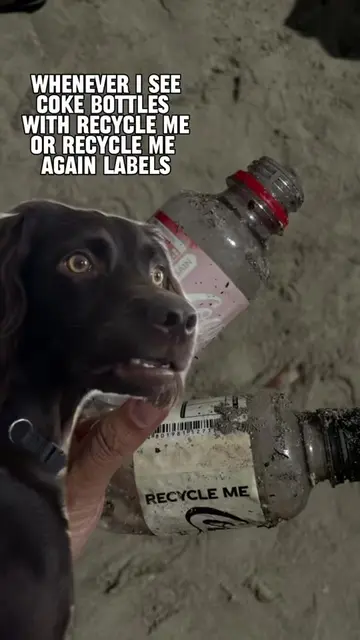 WHENEVER I SEE
COKE BOTTLES
WITH RECYCLE ME
OR RECYCLE ME
AGAIN LABELS
RECYCLE ME